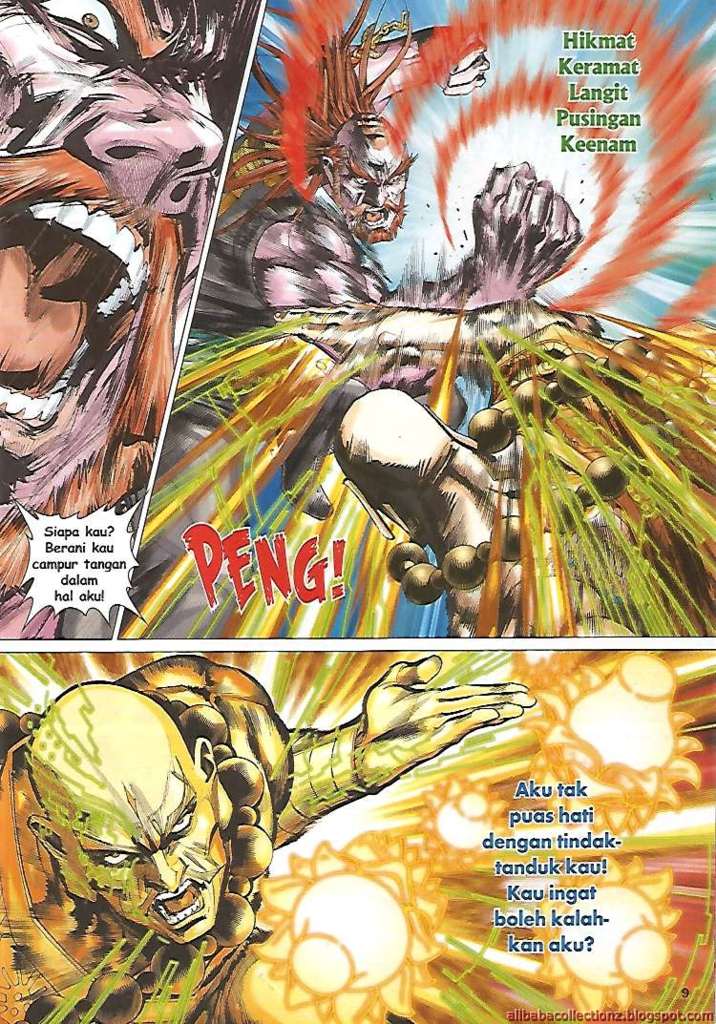 Hikmat
Keramat
Langit
Pusingan
Keenam
Siapa kau?
Berani kau
campur tangan
dalam
hal aku!
PENG!
Aku tak
puas hati
dengan tindak-
tanduk kau!
Kau ingat
boleh kalah-
kan aku?
9
alibabacollectionz.blogspot.com